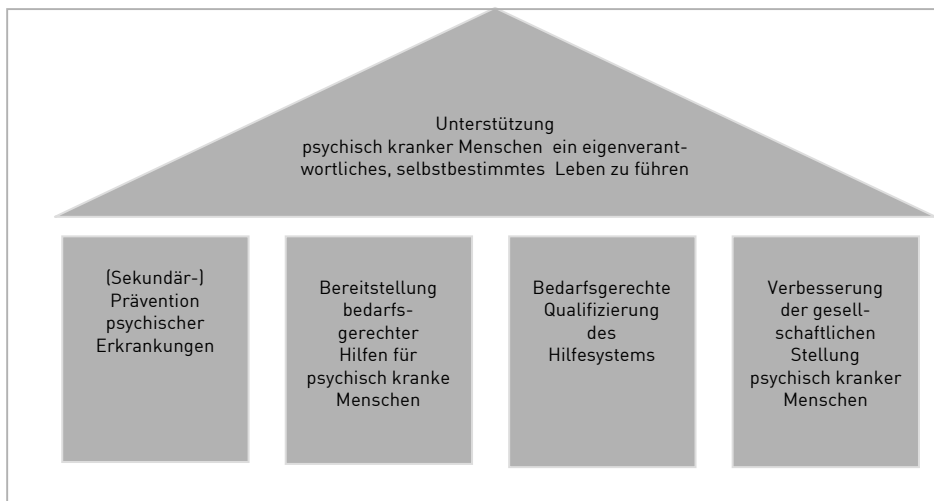 Unterstützung
psychisch kranker Menschen ein eigenverant-
wortliches, selbstbestimmtes Leben zu führen
(Sekundär-)
Prävention
psychischer
Erkrankungen
Bereitstellung
bedarfs-
gerechter
Hilfen für
psychisch kranke
Menschen
Bedarfsgerechte
Qualifizierung
des
Hilfesystems
Verbesserung
der gesell-
schaftlichen
Stellung
psychisch kranker
Menschen